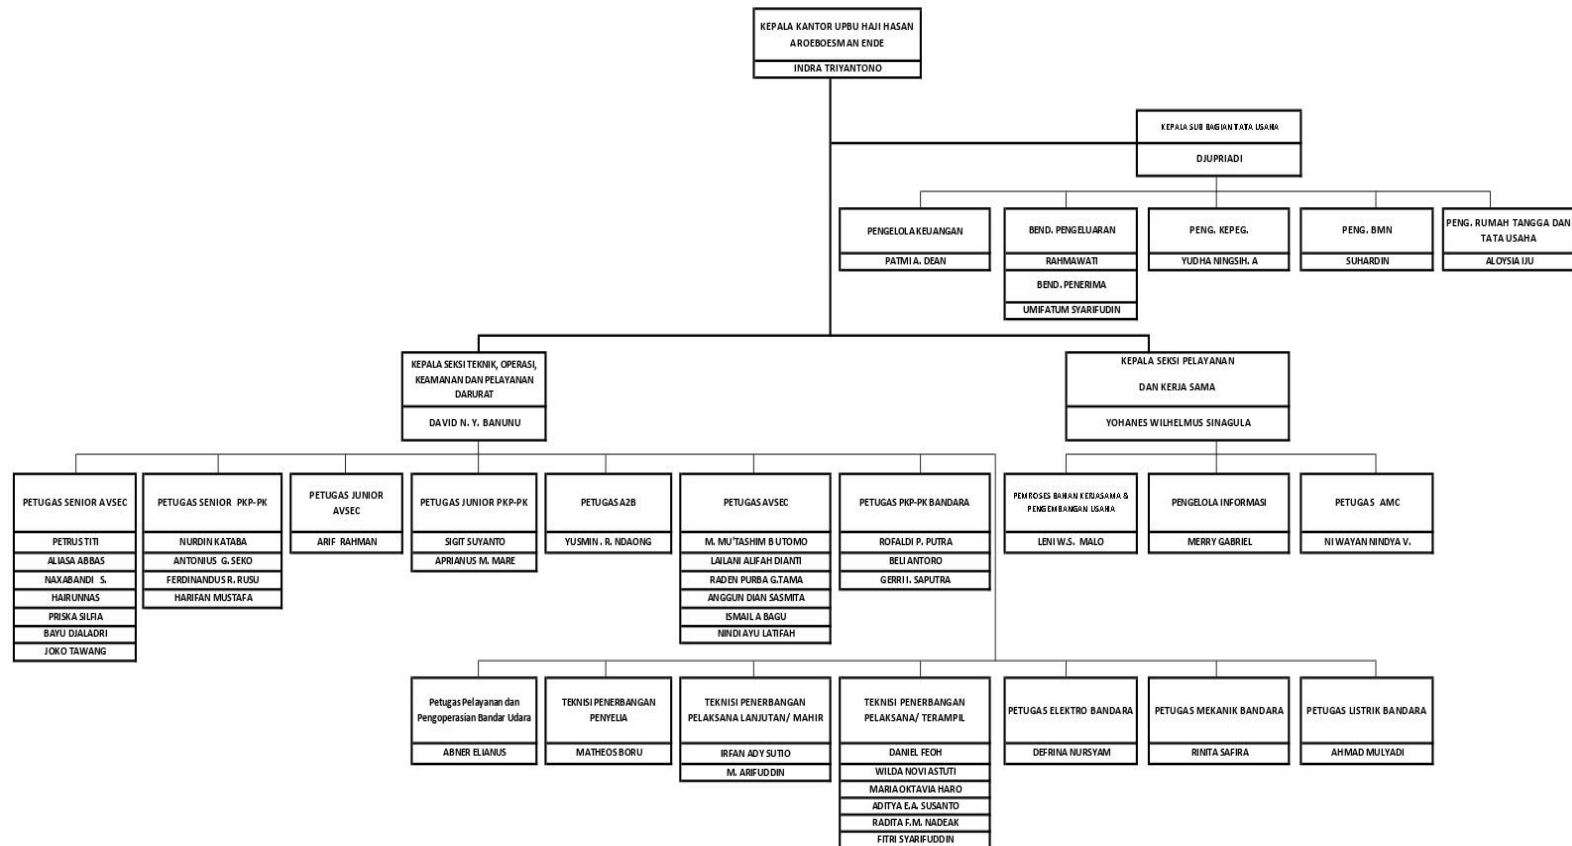 KEPALA KANTOR UPBU HAJI HASAN
AROEBOESMAN ENDE
INDRA TRIYANTONO
KEPALA SUB BAGIAN TATA USAHA
DJUPRIADI
PENGELOLA KEUANGAN
PATMI A. DEAN
BEND. PENGELUARAN
RAHMAWATI
BEND. PENERIMA
UMIFATUM SYARIFUDIN
PENG. KEPEG.
YUDHA NINGSIH. A
PENG. BMN
SUHARDIN
PENG. RUMAH TANGGA DAN
TATA USAHA
ALOYSIA IJU
KEPALA SEKSI TEKNIK, OPERASI,
KEAMANAN DAN PELAYANAN
DARURAT
DAVID N. Y. BANUNU
KEPALA SEKSI PELAYANAN
DAN KERJA SAMA
YOHANES WILHELMUS SINAGULA
PETUGAS SENIOR AVSEC
PETRUS TITI
ALIASA ABBAS
NAXABANDI S.
HAIRUNNAS
PRISKA SILFIA
BAYU DJALADRI
JOKO TAWANG
PETUGAS SENIOR PKP-PK
NURDIN KATABA
ANTONIUS G. SEKO
FERDINANDUS R. RUSU
HARIFAN MUSTAFA
PETUGAS JUNIOR
AVSEC
ARIF RAHMAN
PETUGAS JUNIOR PKP-PK
SIGIT SUYANTO
APRIANUS M. MARE
PETUGAS A2B
YUSMIN . R. NDAONG
PETUGAS AVSEC
M. MU'TASHIM B UTOMO
LAILANI ALIFAH DIANTI
RADEN PURBA G.TAMA
ANGGUN DIAN SASMITA
ISMAIL A BAGU
NINDI AYU LATIFAH
PETUGAS PKP-PK BANDARA
ROFALDI P. PUTRA
BELI ANTORO
GERRI I. SAPUTRA
PEMROSES BAHAN KERJASAMA &
PENGEMBANGAN USAHA
LENI W.S. MALO
PENGELOLA INFORMASI
MERRY GABRIEL
PETUGAS AMC
NI WAYAN NINDYA V.
Petugas Pelayanan dan
Pengoperasian Bandar Udara
ABNER ELIANUS
TEKNISI PENERBANGAN
PENYELIA
MATHEOS BORU
TEKNISI PENERBANGAN
PELAKSANA LANJUTAN/ MAHIR
IRFAN ADY SUTIO
M. ARIFUDDIN
TEKNISI PENERBANGAN
PELAKSANA/ TERAMPIL
DANIEL FEOH
WILDA NOVI ASTUTI
MARIA OKTAVIA HARO
ADITYA E.A. SUSANTO
RADITA F.M. NADEAK
FITRI SYARIFUDDIN
PETUGAS ELEKTRO BANDARA
DEFRINA NURSYAM
PETUGAS MEKANIK BANDARA
RINITA SAFIRA
PETUGAS LISTRIK BANDARA
AHMAD MULYADI